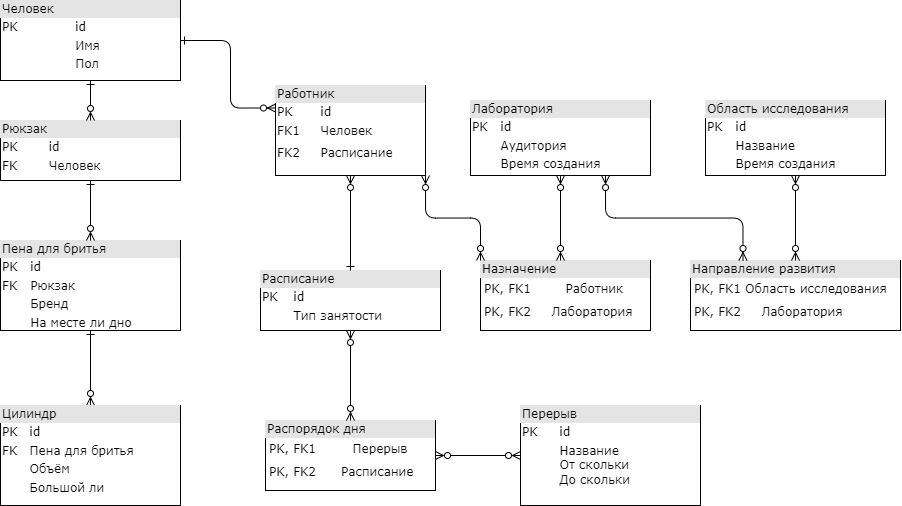 Человек
PK id
Имя
Пол
Рюкзак
PK id
FK Человек
Пена для бритья
PK id
FK Рюкзак
Бренд
На месте ли дно
Цилиндр
PK id
FK Пена для бритья
Объём
Большой ли
Работник
PK id
FK1 Человек
FK2 Расписание
Расписание
PK id
Тип занятости
Распорядок дня
PK, FK1 Перерыв
PK, FK2 Расписание
Перерыв
PK id
Название
От скольки
До скольки
Лаборатория
PK id
Аудитория
Время создания
Назначение
PK, FK1 Работник
PK, FK2 Лаборатория
Область исследования
PK id
Название
Время создания
Направление развития
PK, FK1 Область исследования
PK, FK2 Лаборатория